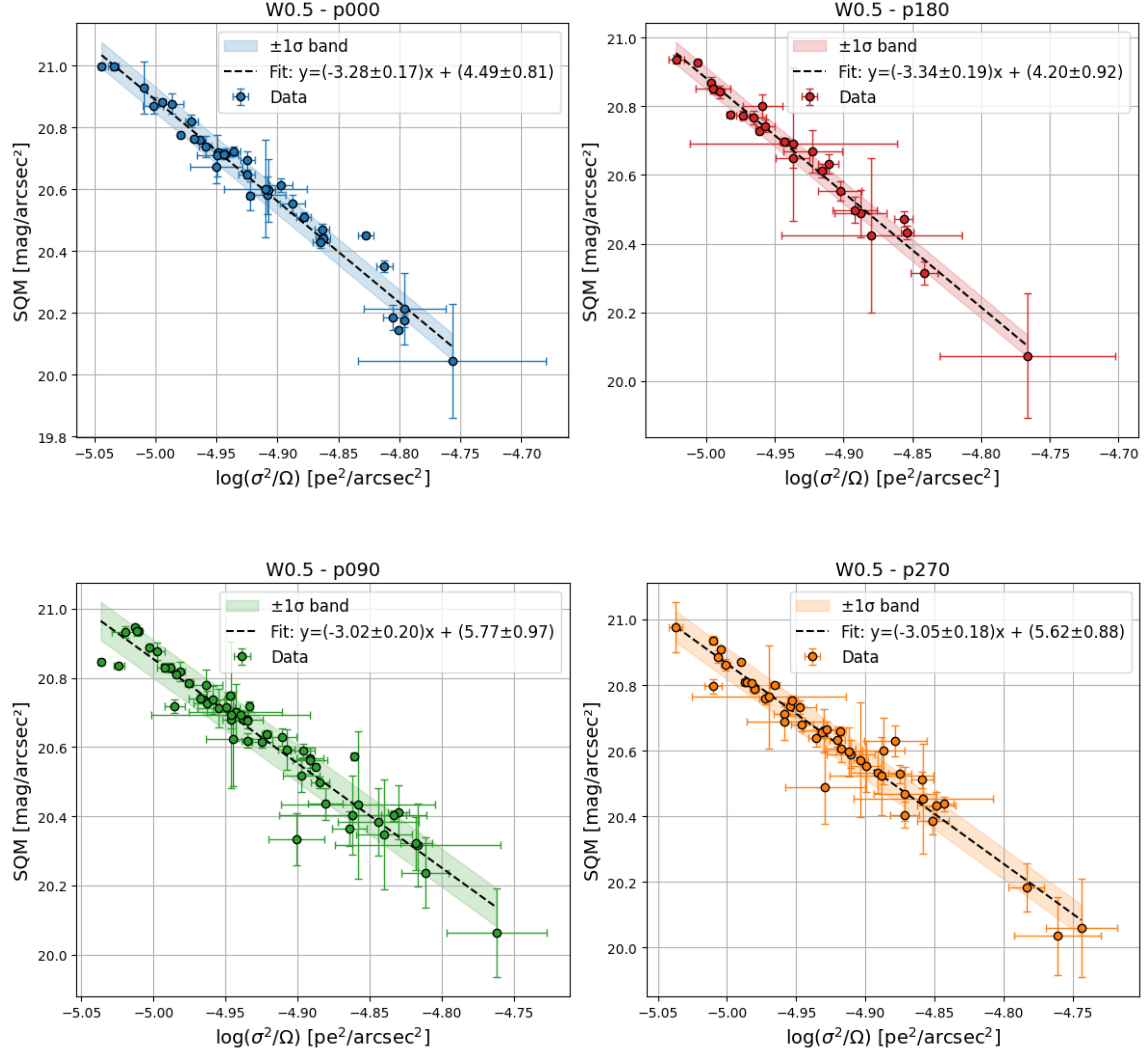 W0.5 - p000
±1σ band
Fit: y=(-3.28±0.17)x + (4.49±0.81)
Data
SQM [mag/arcsec²]
21.0
20.8
20.6
20.4
20.2
20.0
19.8
−5.05 −5.00 −4.95 −4.90 −4.85 −4.80 −4.75 −4.70
log(σ²/Ω) [pe²/arcsec²]
W0.5 - p180
±1σ band
Fit: y=(-3.34±0.19)x + (4.20±0.92)
Data
SQM [mag/arcsec²]
21.0
20.8
20.6
20.4
20.2
20.0
−5.00 −4.95 −4.90 −4.85 −4.80 −4.75 −4.70
log(σ²/Ω) [pe²/arcsec²]
W0.5 - p090
±1σ band
Fit: y=(-3.02±0.20)x + (5.77±0.97)
Data
SQM [mag/arcsec²]
21.0
20.8
20.6
20.4
20.2
20.0
−5.05 −5.00 −4.95 −4.90 −4.85 −4.80 −4.75
log(σ²/Ω) [pe²/arcsec²]
W0.5 - p270
±1σ band
Fit: y=(-3.05±0.18)x + (5.62±0.88)
Data
SQM [mag/arcsec²]
21.0
20.8
20.6
20.4
20.2
20.0
−5.05 −5.00 −4.95 −4.90 −4.85 −4.80 −4.75
log(σ²/Ω) [pe²/arcsec²]